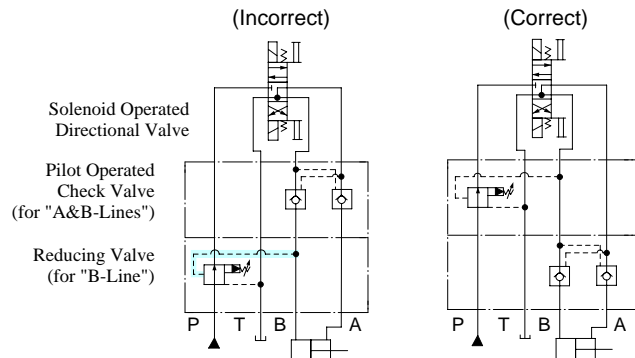 (Incorrect)
(Correct)
Solenoid Operated
Directional Valve
Pilot Operated
Check Valve
(for "A&B-Lines")
Reducing Valve
(for "B-Line")
P T B A
P T B A